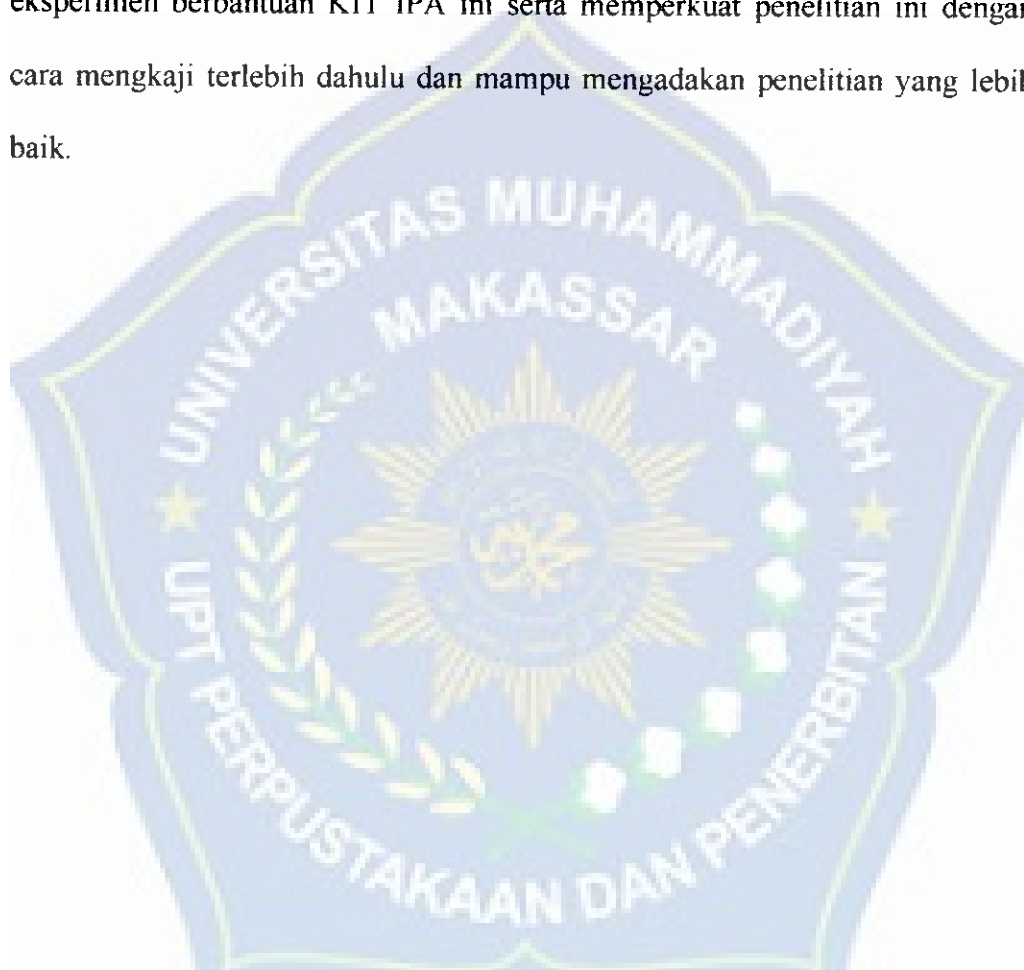 eksperimen berbantuan KIT IPA ini serta memperkuat penelitian ini dengan
cara mengkaji terlebih dahulu dan mampu mengadakan penelitian yang lebih
baik.
UNIVERSITAS MUHAMMADIYAH
MAKASSAR
UPT PERPUSTAKAAN DAN PENERBITAN